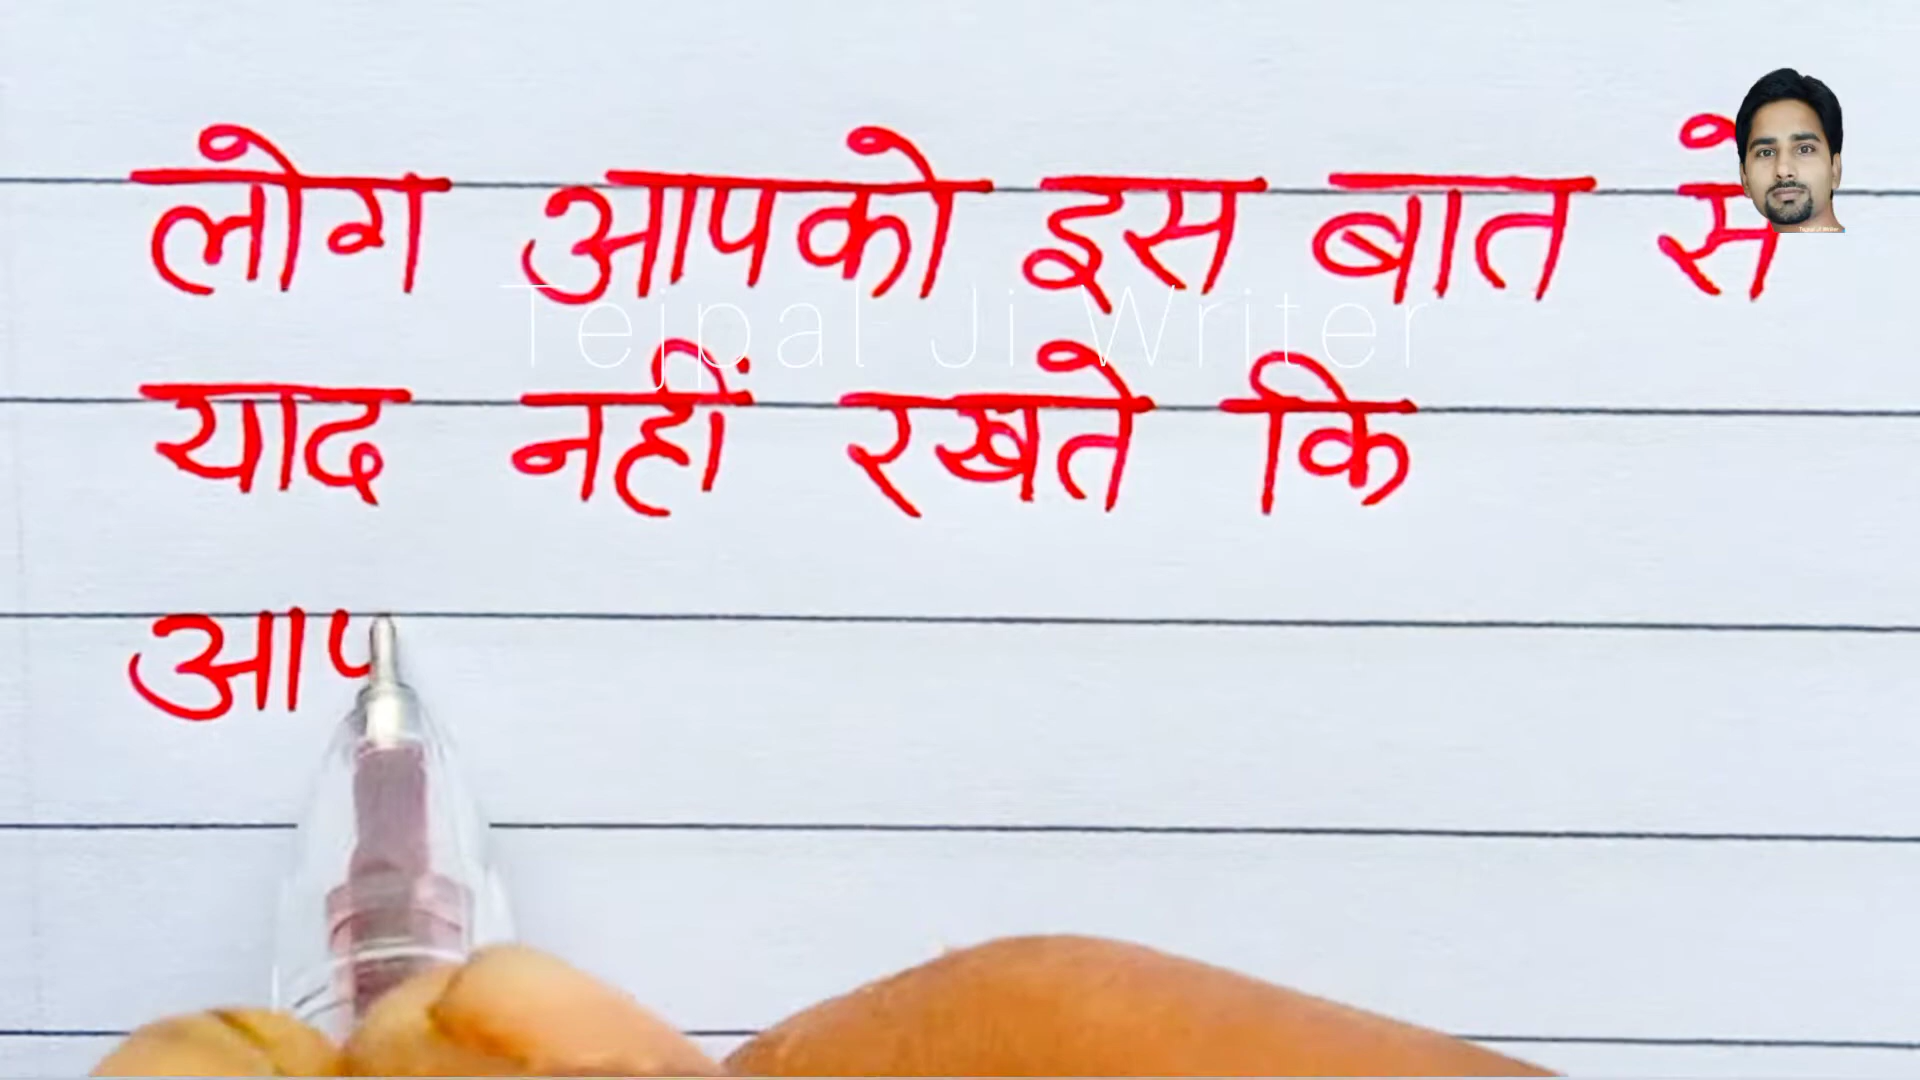 लोग आपको इस बात से
Tejpal Ji Writer
याद नहीं रखते कि
आप